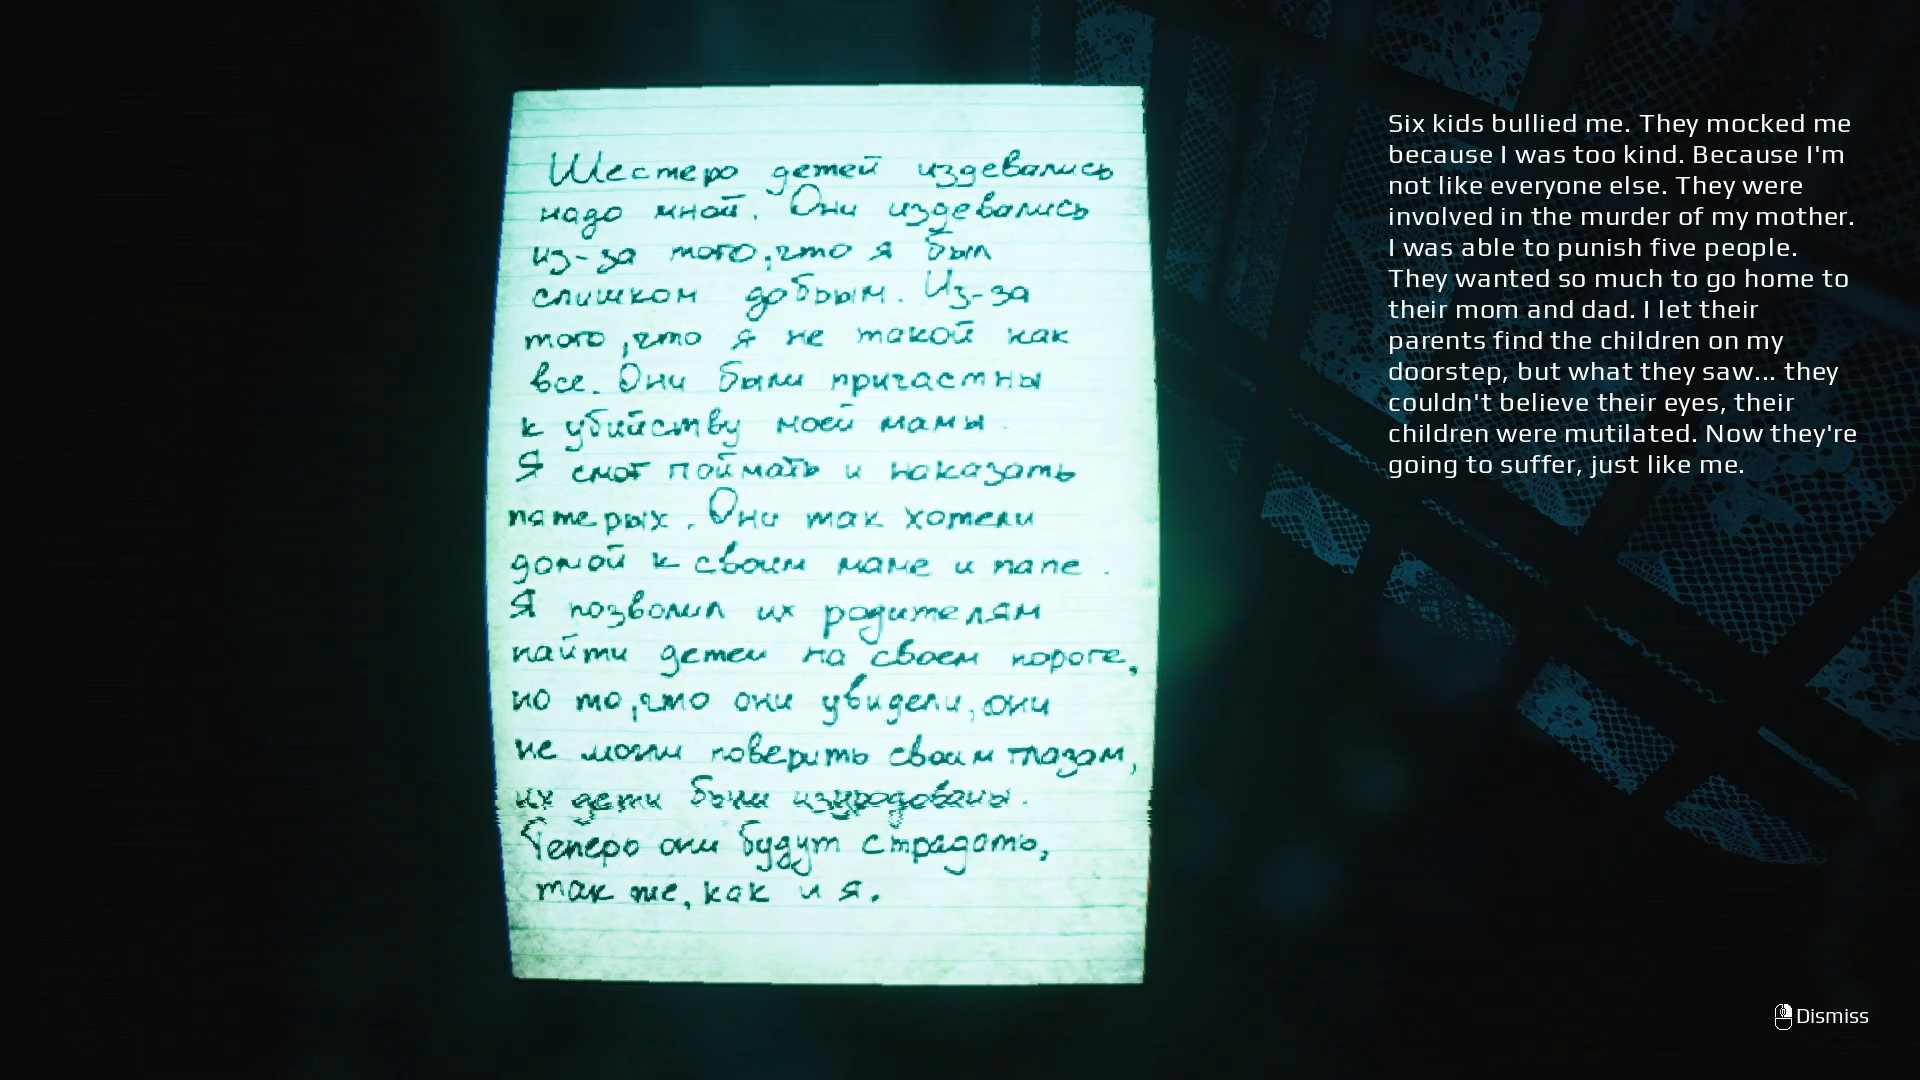 Шестеро детей издевались
надо мной. Они издевались
из-за того, что я был
слишком добрым. Из-за
того, что я не такой как
все. Они были причастны
к убийству моей мамы.
Я смог поймать и наказать
пятерых. Они так хотели
домой к своим маме и папе.
Я позволил их родителям
найти детей на своем пороге,
но то, что они увидели, они
не могли поверить своим глазам,
их дети были изуродованы.
Теперь они будут страдать,
так же, как и я.
Six kids bullied me. They mocked me
because I was too kind. Because I'm
not like everyone else. They were
involved in the murder of my mother.
I was able to punish five people.
They wanted so much to go home to
their mom and dad. I let their
parents find the children on my
doorstep, but what they saw... they
couldn't believe their eyes, their
children were mutilated. Now they're
going to suffer, just like me.
Dismiss